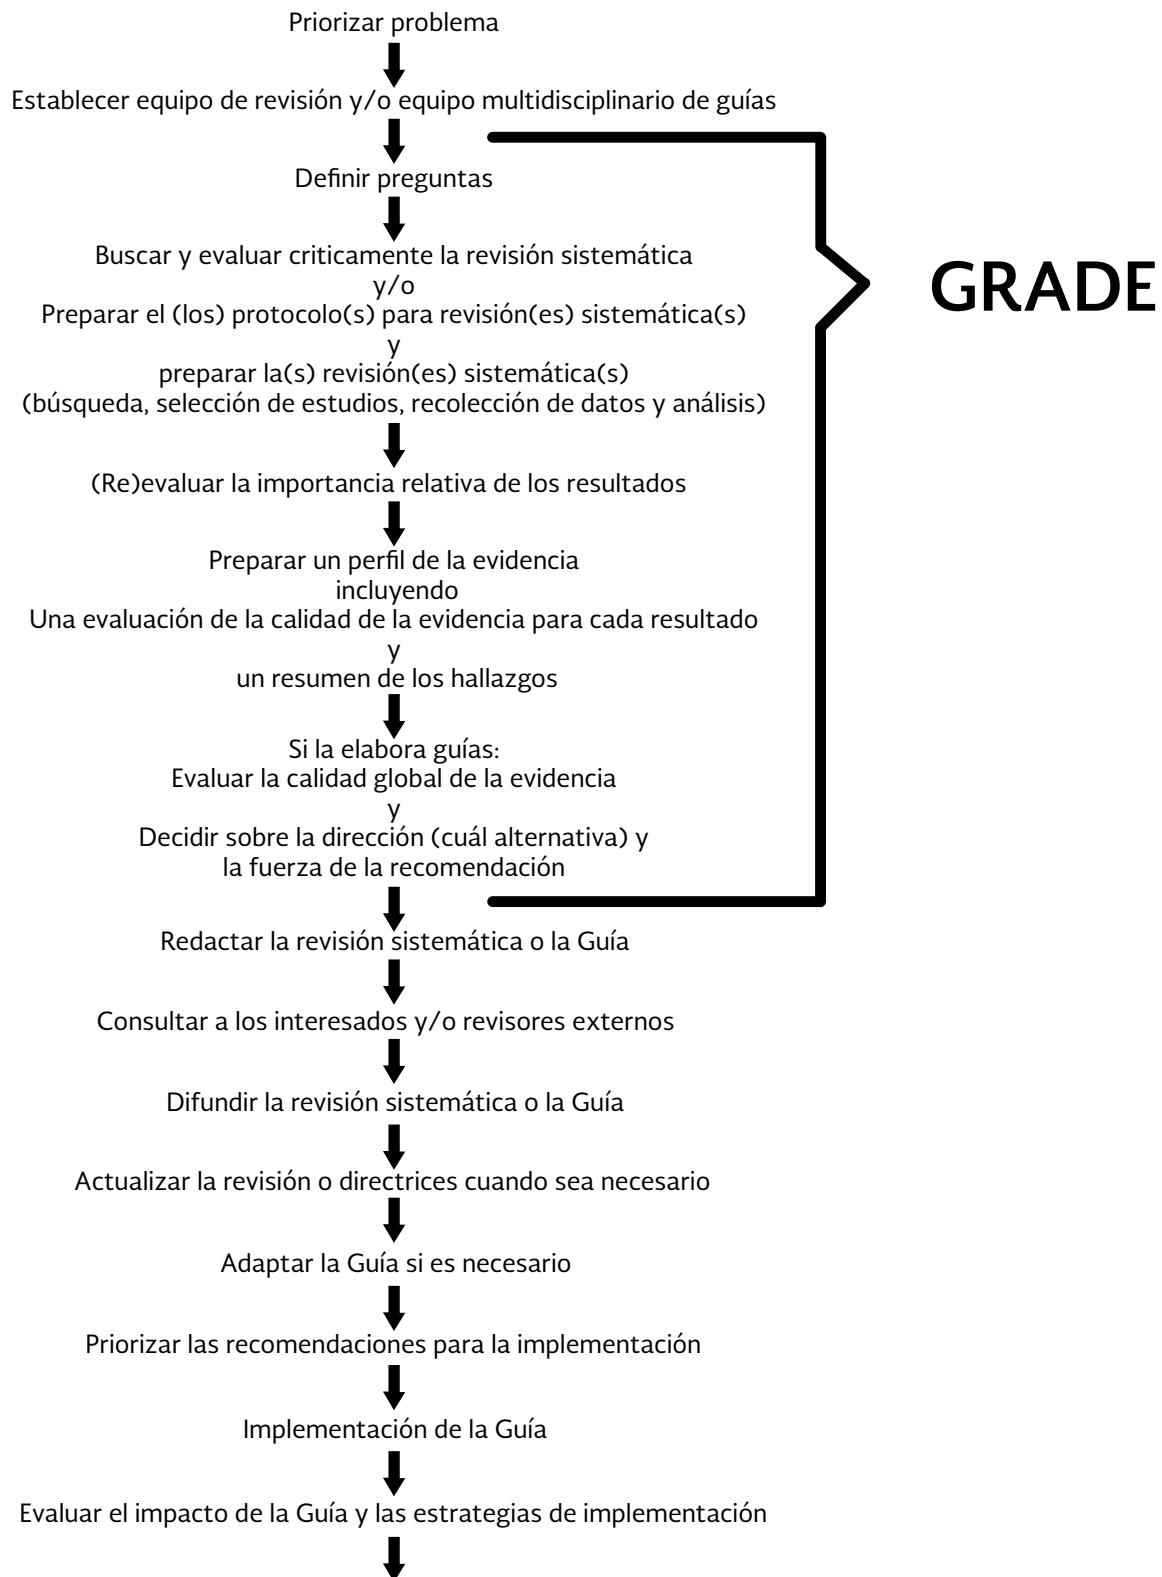 Priorizar problema
Establecer equipo de revisión y/o equipo multidisciplinario de guías
Definir preguntas
Buscar y evaluar criticamente la revisión sistemática
y/o
Preparar el (los) protocolo(s) para revisión(es) sistemática(s)
y
preparar la(s) revisión(es) sistemática(s)
(búsqueda, selección de estudios, recolección de datos y análisis)
GRADE
(Re)evaluar la importancia relativa de los resultados
Preparar un perfil de la evidencia
incluyendo
Una evaluación de la calidad de la evidencia para cada resultado
y
un resumen de los hallazgos
Si la elabora guías:
Evaluar la calidad global de la evidencia
y
Decidir sobre la dirección (cuál alternativa) y
la fuerza de la recomendación
Redactar la revisión sistemática o la Guía
Consultar a los interesados y/o revisores externos
Difundir la revisión sistemática o la Guía
Actualizar la revisión o directrices cuando sea necesario
Adaptar la Guía si es necesario
Priorizar las recomendaciones para la implementación
Implementación de la Guía
Evaluar el impacto de la Guía y las estrategias de implementación